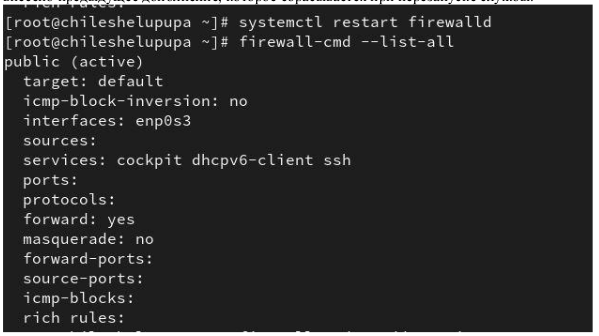 [root@chileshelupupa ~]# systemctl restart firewalld
[root@chileshelupupa ~]# firewall-cmd --list-all
public (active)
target: default
icmp-block-inversion: no
interfaces: enp0s3
sources:
services: cockpit dhcpv6-client ssh
ports:
protocols:
forward: yes
masquerade: no
forward-ports:
source-ports:
icmp-blocks:
rich rules: